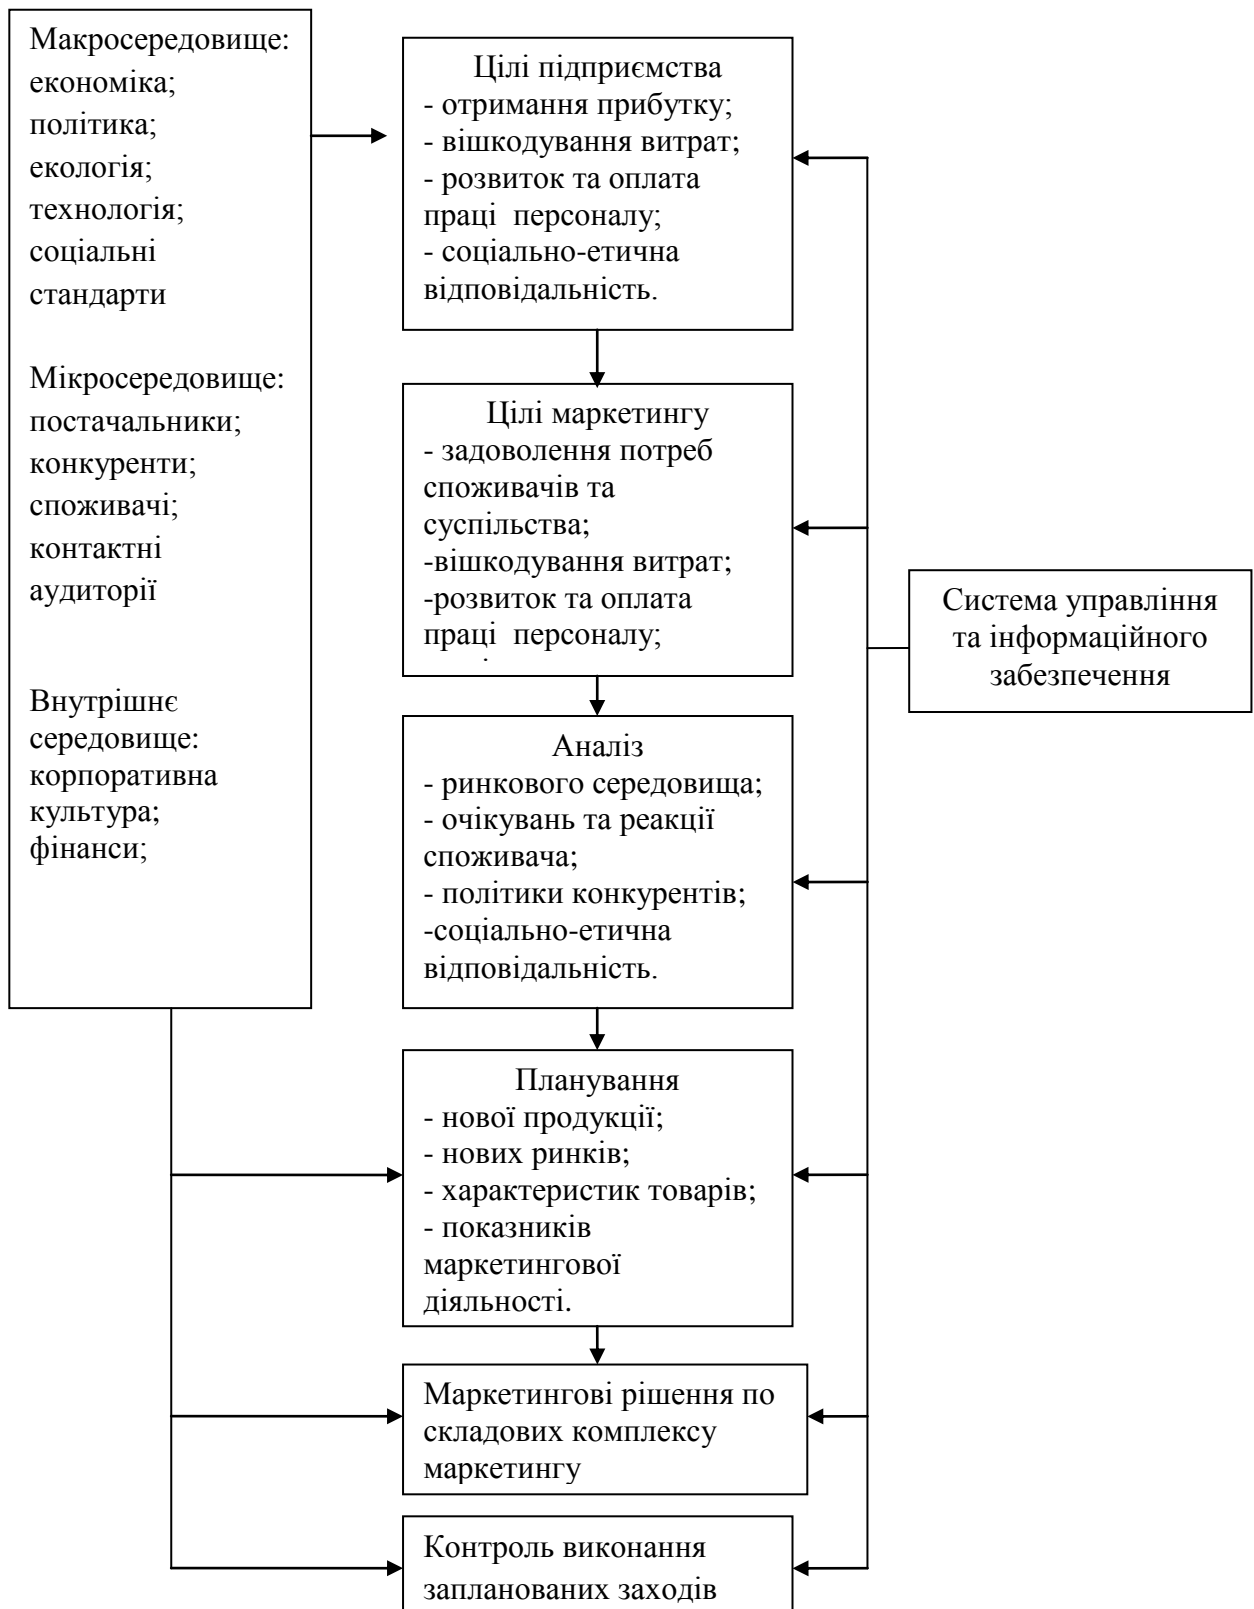 Макросередовище:
економіка;
політика;
екологія;
технологія;
соціальні
стандарти
Мікросередовище:
постачальники;
конкуренти;
споживачі;
контактні
аудиторії
Внутрішнє
середовище:
корпоративна
культура;
фінанси;
Цілі підприємства
- отримання прибутку;
- вішкодування витрат;
- розвиток та оплата
праці персоналу;
- соціально-етична
відповідальність.
Цілі маркетингу
- задоволення потреб
споживачів та
суспільства;
-вішкодування витрат;
-розвиток та оплата
праці персоналу;
Аналіз
- ринкового середовища;
- очікувань та реакції
споживача;
- політики конкурентів;
-соціально-етична
відповідальність.
Планування
- нової продукції;
- нових ринків;
- характеристик товарів;
- показників
маркетингової
діяльності.
Маркетингові рішення по
складових комплексу
маркетингу
Контроль виконання
запланованих заходів
Система управління
та інформаційного
забезпечення